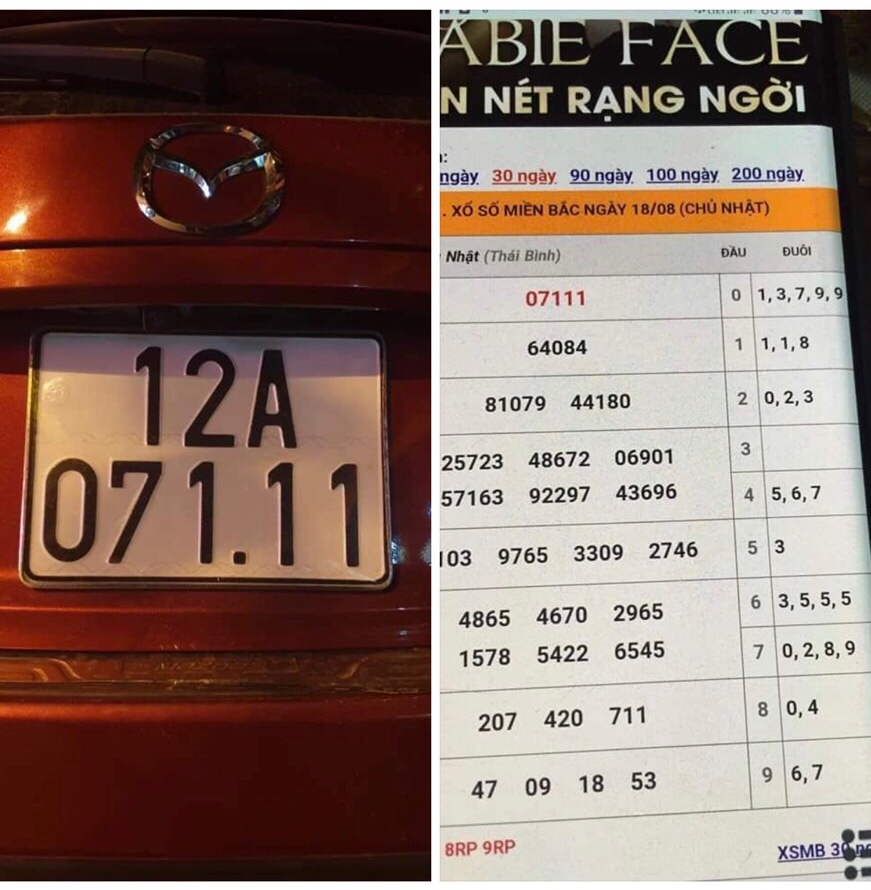 12A
071.11
ABIE FACE
N NÉT RẠNG NGỜI
ngày 30 ngày 90 ngày 100 ngày 200 ngày
. XỔ SỐ MIỀN BẮC NGÀY 18/08 (CHỦ NHẬT)
Nhật (Thái Bình) ĐẦU ĐUÔI
07111 0 1, 3, 7, 9, 9
64084 1 1, 1, 8
81079 44180 2 0, 2, 3
25723 48672 06901 3
57163 92297 43696 4 5, 6, 7
103 9765 3309 2746 5 3
4865 4670 2965 6 3, 5, 5, 5
1578 5422 6545 7 0, 2, 8, 9
207 420 711 8 0, 4
47 09 18 53 9 6, 7
8RP 9RP
XSMB 30